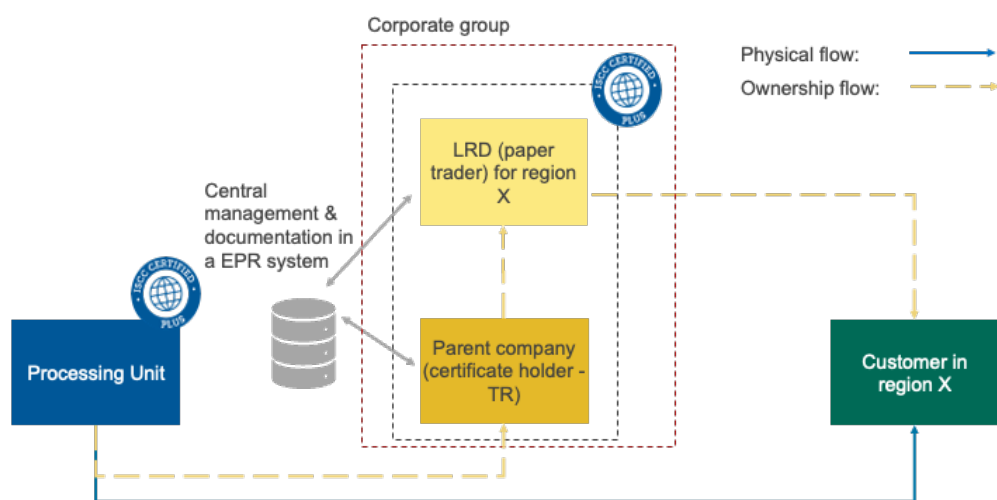 Corporate group
Physical flow:
Ownership flow:
ISCC CERTIFIED
PLUS
LRD (paper
trader) for region
X
Central
management &
documentation in
a EPR system
ISCC CERTIFIED
PLUS
Processing Unit
Parent company
(certificate holder -
TR)
Customer in
region X